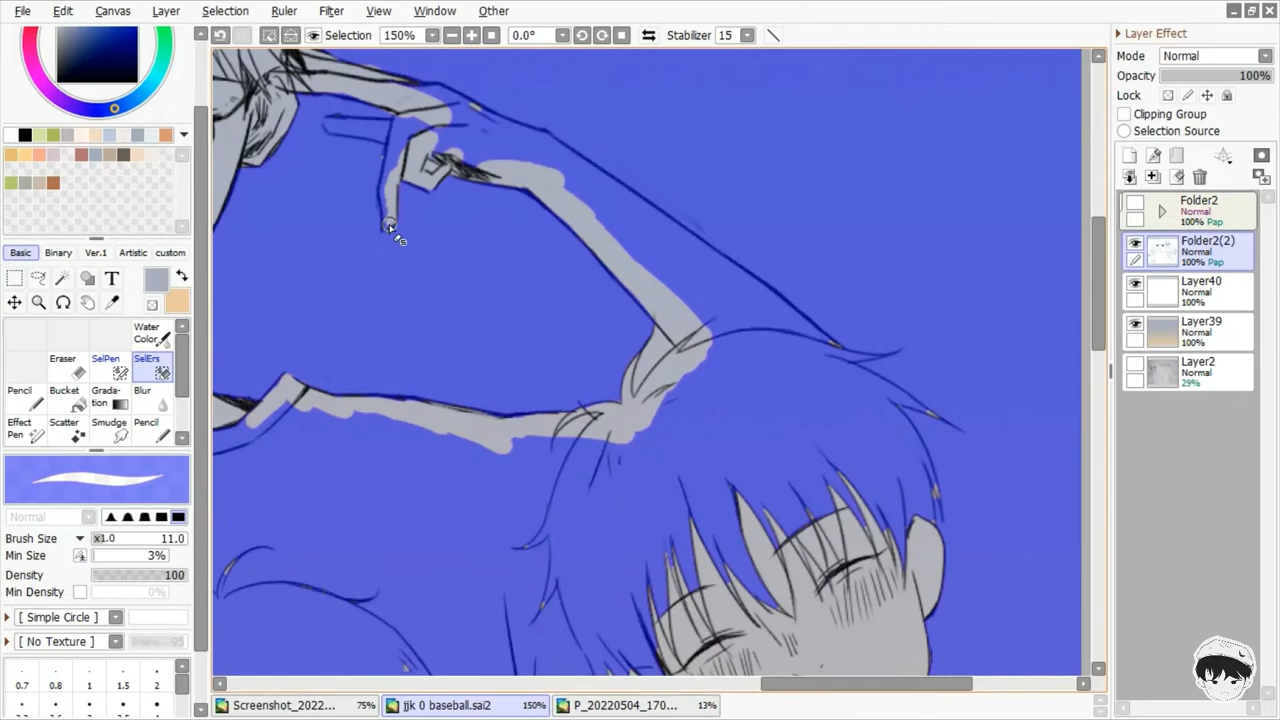 File Edit Canvas Layer Selection Ruler Filter View Window Other
Selection 150% 0.0° Stabilizer 15
Layer Effect
Mode Normal
Opacity 100%
Lock
Clipping Group
Selection Source
Folder2
Normal
100% Pap
Folder2(2)
Normal
100% Pap
Layer40
Normal
100%
Layer39
Normal
100%
Layer2
Normal
29%
Basic Binary Ver.1 Artistic custom
T
Water
Color
Eraser SelPen SelErs
Pencil Bucket Grada-
tion Blur
Effect
Pen Scatter Smudge Pencil
Normal
Brush Size x1.0 11.0
Min Size 3%
Density 100
Min Density 0%
[ Simple Circle ]
[ No Texture ] 95
0.7 0.8 1 1.5 2
Screenshot_2022... 75% jjk 0 baseball.sai2 150% P_20220504_170... 13%